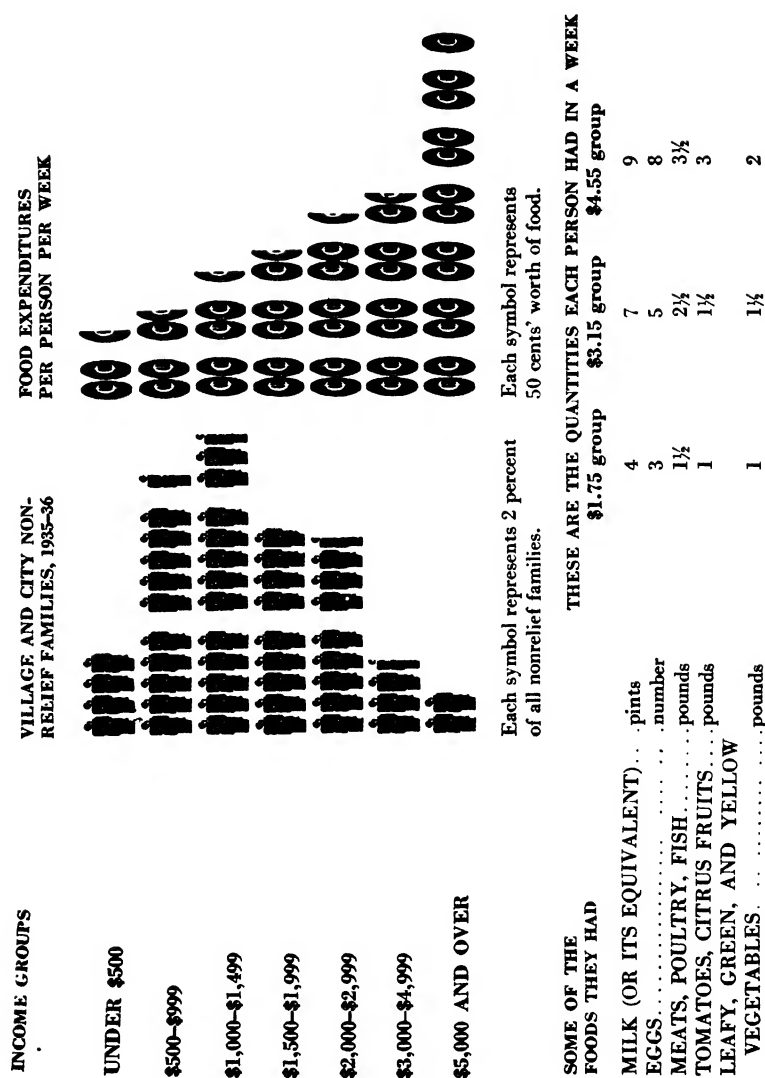 INCOME GROUPS
VILLAGE AND CITY NON-
RELIEF FAMILIES, 1935–36
FOOD EXPENDITURES
PER PERSON PER WEEK
UNDER $500
$500–$999
$1,000–$1,499
$1,500–$1,999
$2,000–$2,999
$3,000–$4,999
$5,000 AND OVER
Each symbol represents 2 percent
of all nonrelief families.
Each symbol represents
50 cents' worth of food.
SOME OF THE
FOODS THEY HAD
THESE ARE THE QUANTITIES EACH PERSON HAD IN A WEEK
$1.75 group $3.15 group $4.55 group
MILK (OR ITS EQUIVALENT). . .pints 4 7 9
EGGS. . . . . . . . . . . . . . . . . .number 3 5 8
MEATS, POULTRY, FISH. . . . . . . . .pounds 1½ 2½ 3½
TOMATOES, CITRUS FRUITS. . . .pounds 1 1½ 3
LEAFY, GREEN, AND YELLOW
VEGETABLES. . . . . . . . . . . . . .pounds 1 1½ 2